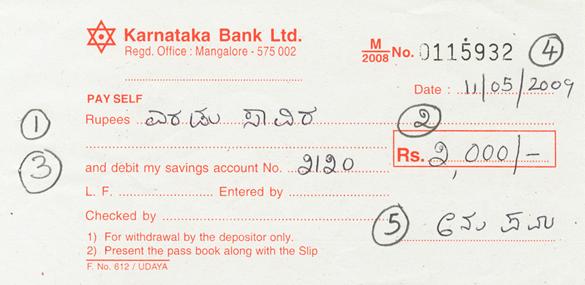 Karnataka Bank Ltd.
Regd. Office : Mangalore - 575 002
M/2008 No. 0115932 4
Date : 11/05/2009
PAY SELF
1 Rupees ಎರಡು ಸಾವಿರ 2
Rs. 2,000/-
3 and debit my savings account No. 2120
L. F. Entered by
Checked by
5
1) For withdrawal by the depositor only.
2) Present the pass book along with the Slip
F. No. 612 / UDAYA